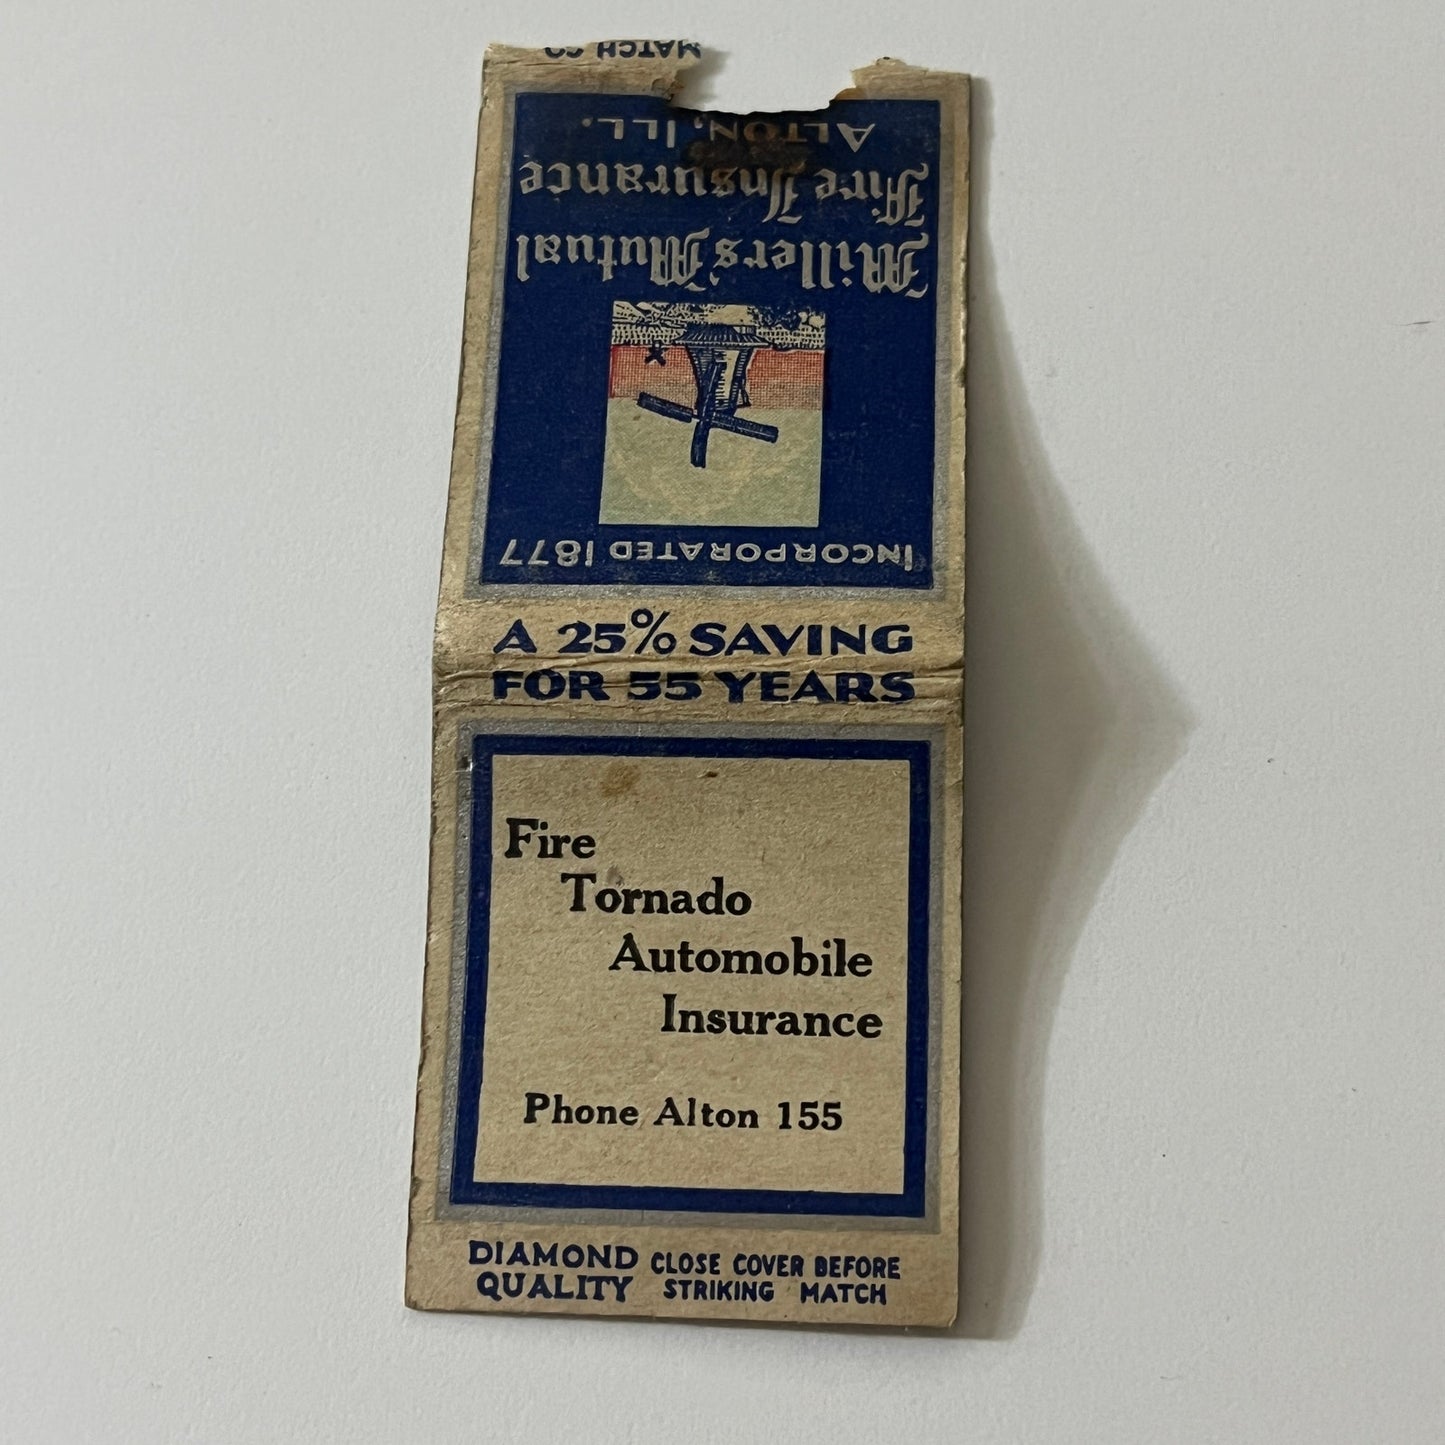 MATCH CO
ALTON, ILL.
Fire Insurance
Millers Mutual
INCORPORATED 1877
A 25% SAVING
FOR 55 YEARS
Fire
Tornado
Automobile
Insurance
Phone Alton 155
DIAMOND
QUALITY
CLOSE COVER BEFORE
STRIKING MATCH